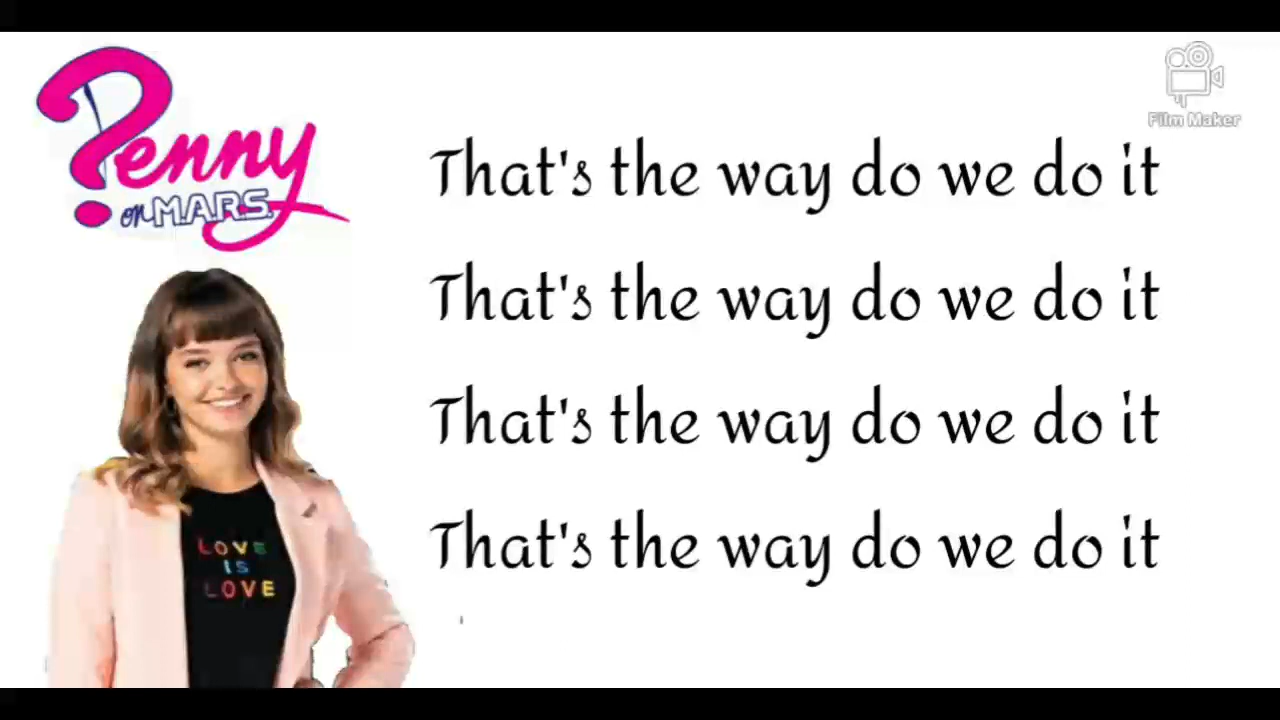 Penny
on M.A.R.S.
Film Maker
That's the way do we do it
That's the way do we do it
That's the way do we do it
That's the way do we do it
LOVE
IS
LOVE